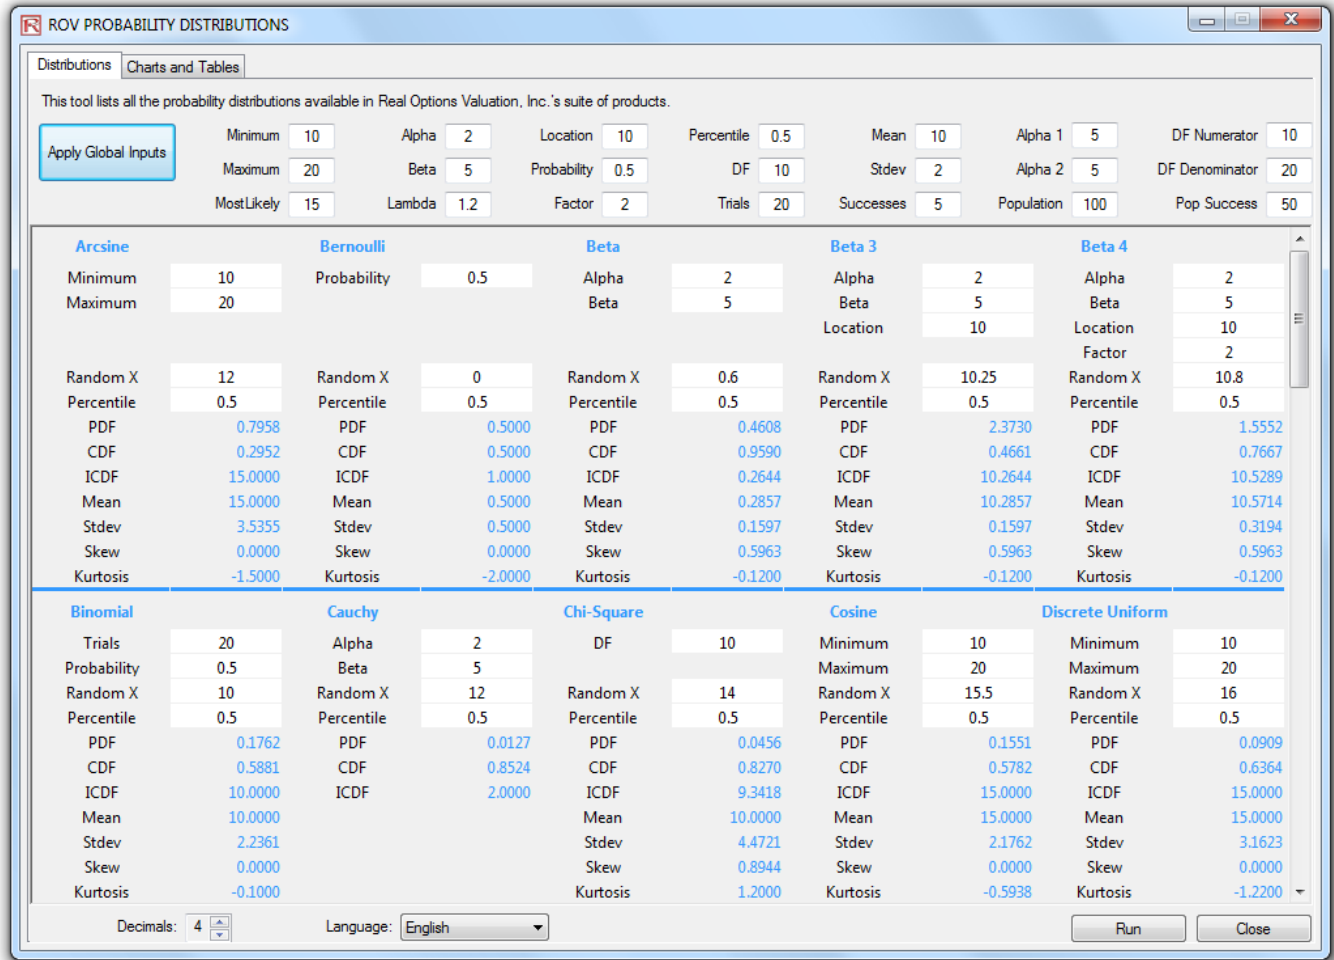 ROV PROBABILITY DISTRIBUTIONS
Distributions Charts and Tables
This tool lists all the probability distributions available in Real Options Valuation, Inc.'s suite of products.
Apply Global Inputs
Minimum 10 Alpha 2 Location 10 Percentile 0.5 Mean 10 Alpha 1 5 DF Numerator 10
Maximum 20 Beta 5 Probability 0.5 DF 10 Stdev 2 Alpha 2 5 DF Denominator 20
MostLikely 15 Lambda 1.2 Factor 2 Trials 20 Successes 5 Population 100 Pop Success 50
Arcsine Bernoulli Beta Beta 3 Beta 4
Minimum 10 Probability 0.5 Alpha 2 Alpha 2 Alpha 2
Maximum 20 Beta 5 Beta 5 Beta 5
Location 10 Location 10
Factor 2
Random X 12 Random X 0 Random X 0.6 Random X 10.25 Random X 10.8
Percentile 0.5 Percentile 0.5 Percentile 0.5 Percentile 0.5 Percentile 0.5
PDF 0.7958 PDF 0.5000 PDF 0.4608 PDF 2.3730 PDF 1.5552
CDF 0.2952 CDF 0.5000 CDF 0.9590 CDF 0.4661 CDF 0.7667
ICDF 15.0000 ICDF 1.0000 ICDF 0.2644 ICDF 10.2644 ICDF 10.5289
Mean 15.0000 Mean 0.5000 Mean 0.2857 Mean 10.2857 Mean 10.5714
Stdev 3.5355 Stdev 0.5000 Stdev 0.1597 Stdev 0.1597 Stdev 0.3194
Skew 0.0000 Skew 0.0000 Skew 0.5963 Skew 0.5963 Skew 0.5963
Kurtosis -1.5000 Kurtosis -2.0000 Kurtosis -0.1200 Kurtosis -0.1200 Kurtosis -0.1200
Binomial Cauchy Chi-Square Cosine Discrete Uniform
Trials 20 Alpha 2 DF 10 Minimum 10 Minimum 10
Probability 0.5 Beta 5 Maximum 20 Maximum 20
Random X 10 Random X 12 Random X 14 Random X 15.5 Random X 16
Percentile 0.5 Percentile 0.5 Percentile 0.5 Percentile 0.5 Percentile 0.5
PDF 0.1762 PDF 0.0127 PDF 0.0456 PDF 0.1551 PDF 0.0909
CDF 0.5881 CDF 0.8524 CDF 0.8270 CDF 0.5782 CDF 0.6364
ICDF 10.0000 ICDF 2.0000 ICDF 9.3418 ICDF 15.0000 ICDF 15.0000
Mean 10.0000 Mean 10.0000 Mean 15.0000 Mean 15.0000
Stdev 2.2361 Stdev 4.4721 Stdev 2.1762 Stdev 3.1623
Skew 0.0000 Skew 0.8944 Skew 0.0000 Skew 0.0000
Kurtosis -0.1000 Kurtosis 1.2000 Kurtosis -0.5938 Kurtosis -1.2200
Decimals: 4 Language: English Run Close